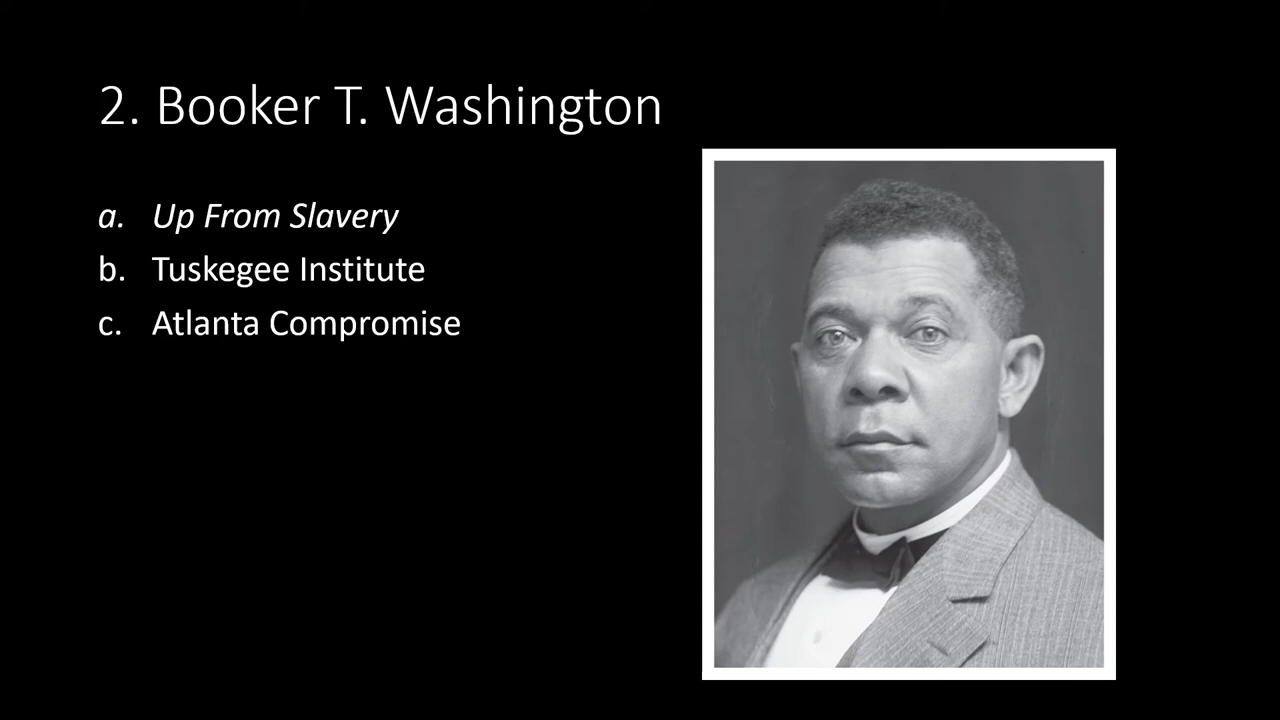 2. Booker T. Washington
a. Up From Slavery
b. Tuskegee Institute
c. Atlanta Compromise